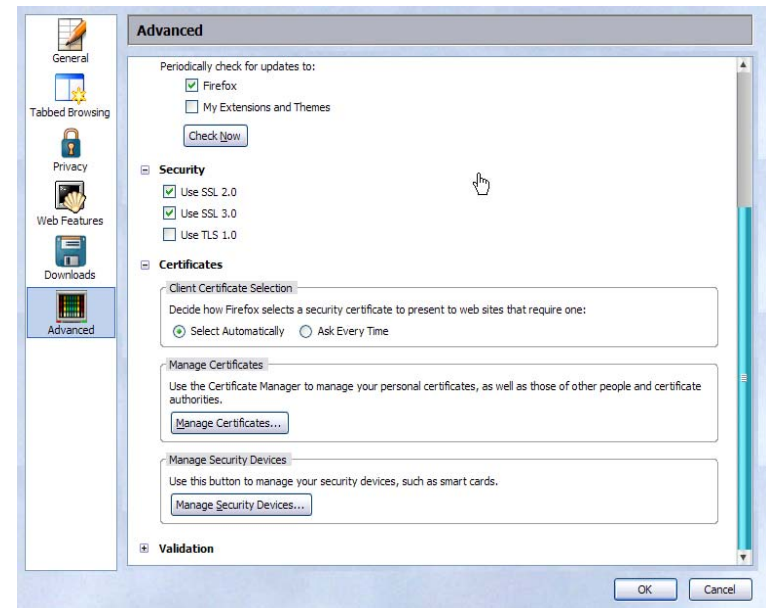 General
Tabbed Browsing
Privacy
Web Features
Downloads
Advanced
Advanced
Periodically check for updates to:
Firefox
My Extensions and Themes
Check Now
Security
Use SSL 2.0
Use SSL 3.0
Use TLS 1.0
Certificates
Client Certificate Selection
Decide how Firefox selects a security certificate to present to web sites that require one:
Select Automatically Ask Every Time
Manage Certificates
Use the Certificate Manager to manage your personal certificates, as well as those of other people and certificate
authorities.
Manage Certificates...
Manage Security Devices
Use this button to manage your security devices, such as smart cards.
Manage Security Devices...
Validation
OK Cancel